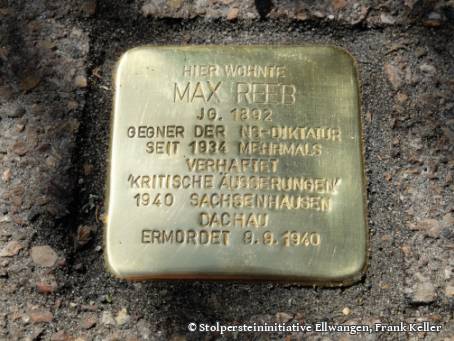 HIER WOHNTE
MAX REEB
JG. 1892
GEGNER DER NS-DIKTATUR
SEIT 1934 MEHRMALS
VERHAFTET
'KRITISCHE ÄUSSERUNGEN'
1940 SACHSENHAUSEN
DACHAU
ERMORDET 9.9.1940
© Stolpersteininitiative Ellwangen, Frank Keller